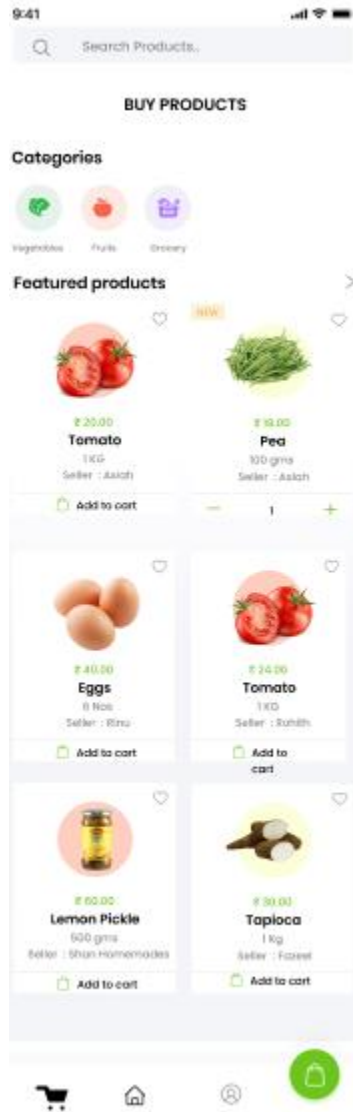 9:41
Search Products..
BUY PRODUCTS
Categories
Vegetables Fruits Grocery
Featured products
NEW
₹ 20.00
Tomato
1 KG
Seller : Asiah
Add to cart
₹ 18.00
Pea
100 gms
Seller : Asiah
1
₹ 40.00
Eggs
6 Nos
Seller : Rinu
Add to cart
₹ 24.00
Tomato
1 KG
Seller : Rohith
Add to
cart
₹ 60.00
Lemon Pickle
500 gms
Seller : Shan Homemades
Add to cart
₹ 30.00
Tapioca
1 Kg
Seller : Fazeel
Add to cart